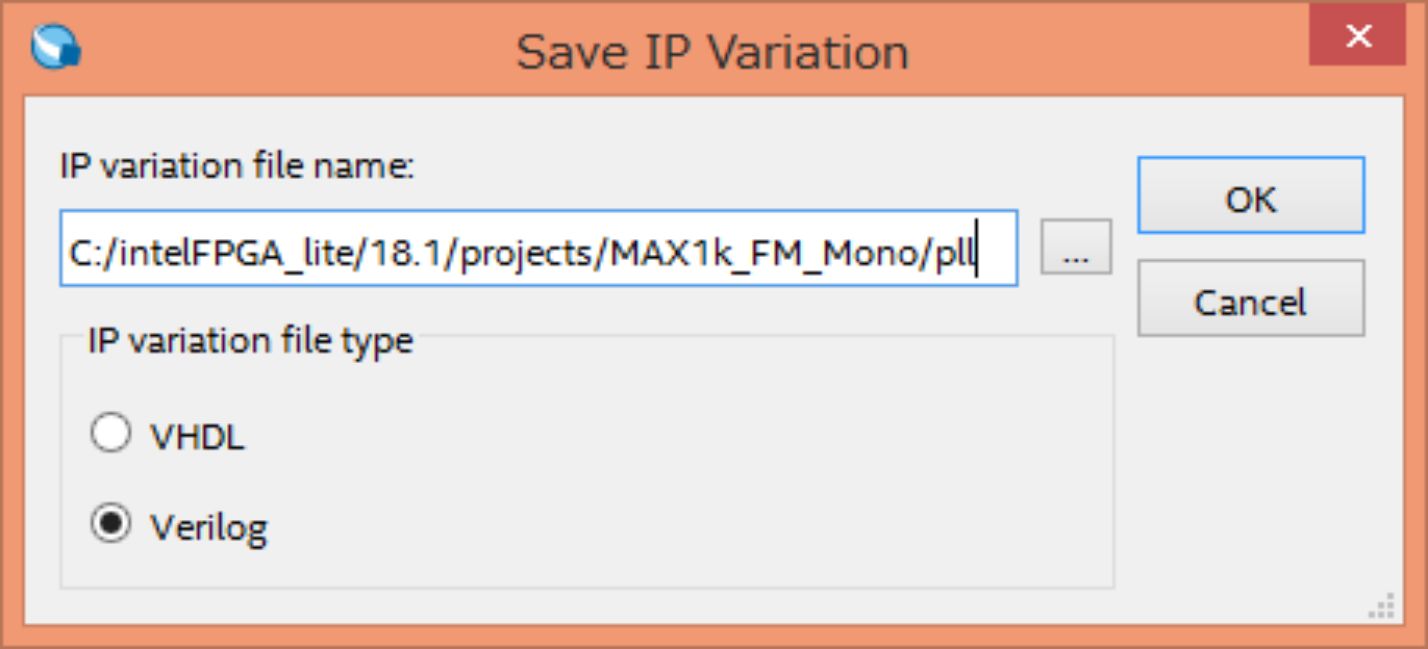 Save IP Variation
IP variation file name:
C:/intelFPGA_lite/18.1/projects/MAX1k_FM_Mono/pll
...
OK
Cancel
IP variation file type
VHDL
Verilog